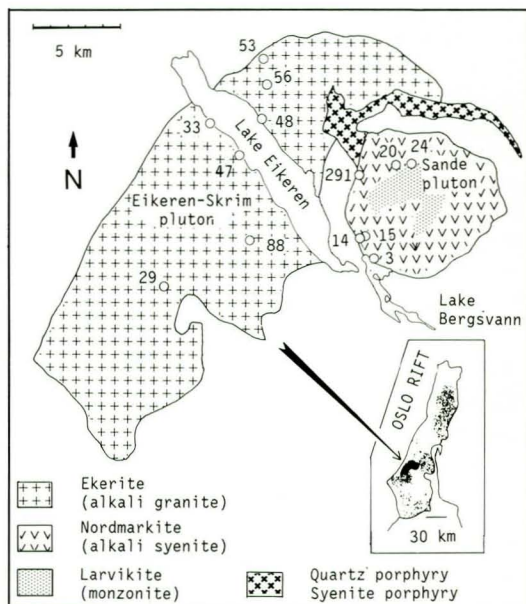 5 km
N
53
56
48
33
47
Lake Eikeren
Eikeren-Skrim
pluton
88
29
20
24
Sande
pluton
291
14
15
3
Lake
Bergsvann
OSLO RIFT
30 km
Ekerite
(alkali granite)
Nordmarkite
(alkali syenite)
Larvikite
(monzonite)
Quartz porphyry
Syenite porphyry